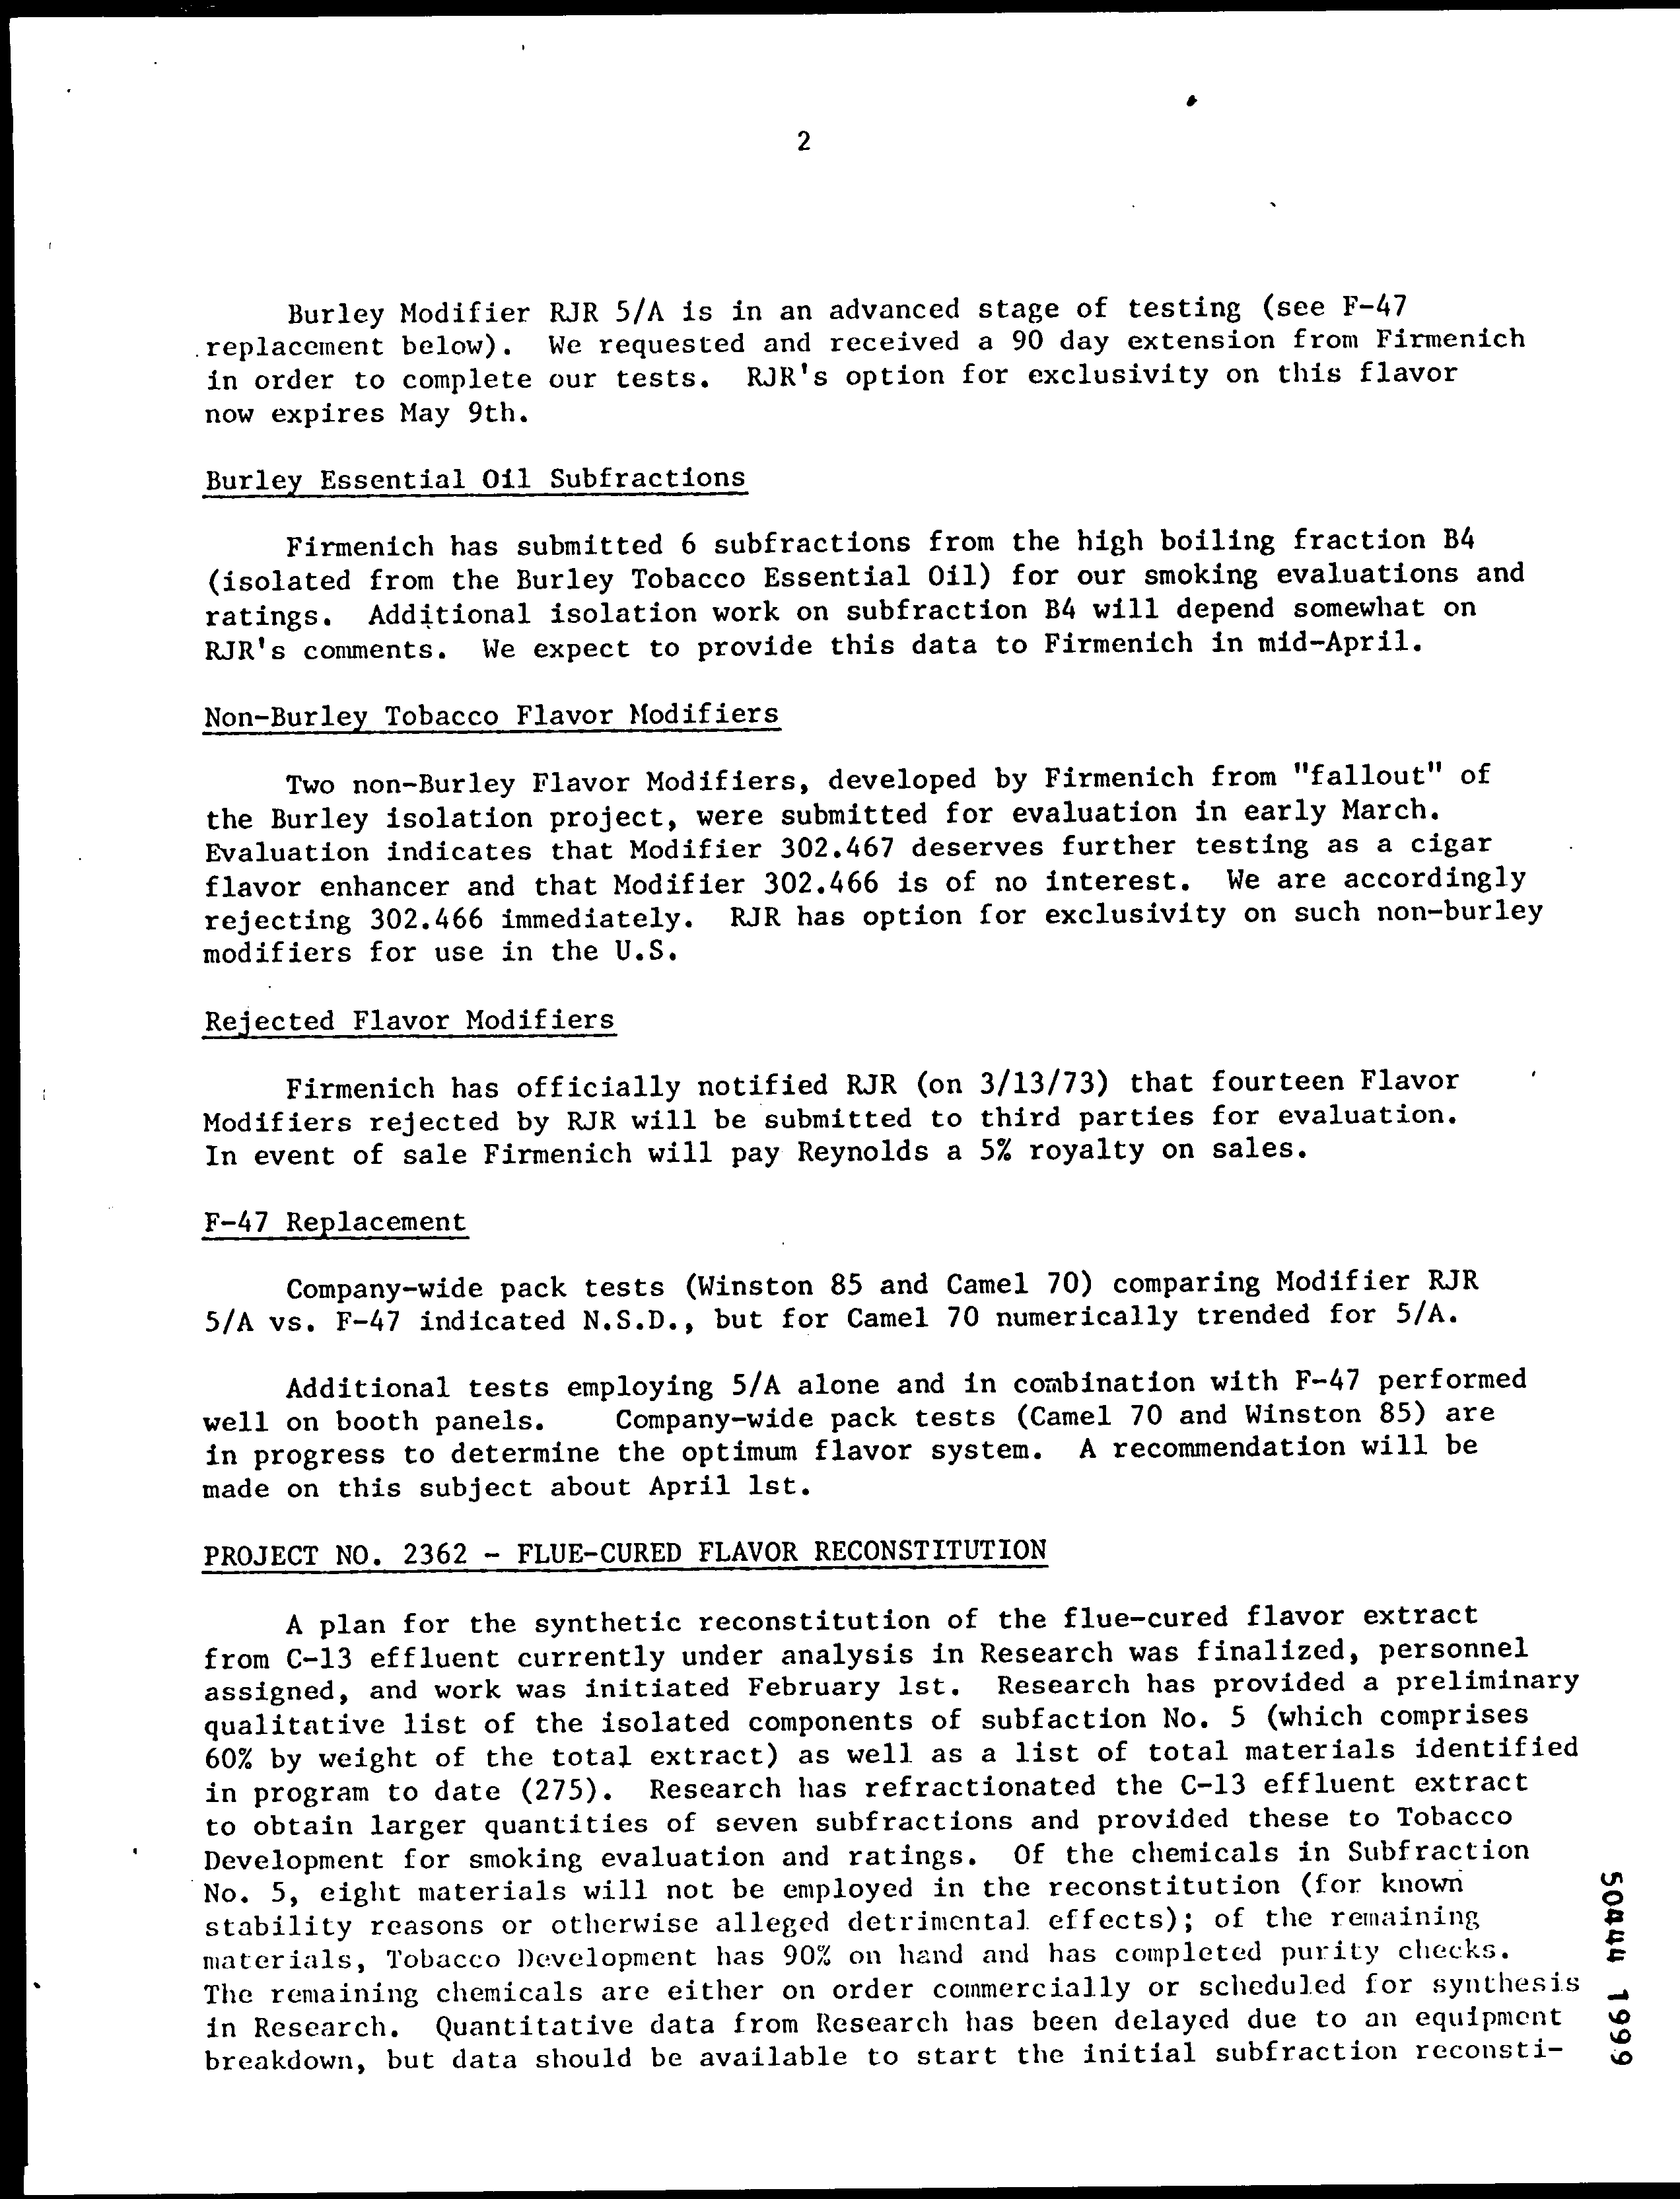 2
Burley Modifier RJR 5/A is in an advanced stage of testing (see F-47
replacement below). We requested and received a 90 day extension from Firmenich
in order to complete our tests. RJR's option for exclusivity on this flavor
now expires May 9th.
Burley Essential Oil Subfractions
Firmenich has submitted 6 subfractions from the high boiling fraction B4
(isolated from the Burley Tobacco Essential Oil) for our smoking evaluations and
ratings. Additional isolation work on subfraction B4 will depend somewhat on
RJR's comments. We expect to provide this data to Firmenich in mid-April.
Non-Burley Tobacco Flavor Modifiers
Two non-Burley Flavor Modifiers, developed by Firmenich from "fallout" of
the Burley isolation project, were submitted for evaluation in early March.
Evaluation indicates that Modifier 302.467 deserves further testing as a cigar
flavor enhancer and that Modifier 302.466 is of no interest. We are accordingly
rejecting 302.466 immediately. RJR has option for exclusivity on such non-burley
modifiers for use in the U.S.
Rejected Flavor Modifiers
Firmenich has officially notified RJR (on 3/13/73) that fourteen Flavor
Modifiers rejected by RJR will be submitted to third parties for evaluation.
In event of sale Firmenich will pay Reynolds a 5% royalty on sales.
F-47 Replacement
Company-wide pack tests (Winston 85 and Camel 70) comparing Modifier RJR
5/A vs. F-47 indicated N.S.D., but for Camel 70 numerically trended for 5/A.
Additional tests employing 5/A alone and in combination with F-47 performed
well on booth panels. Company-wide pack tests (Camel 70 and Winston 85) are
in progress to determine the optimum flavor system. A recommendation will be
made on this subject about April 1st.
PROJECT NO. 2362 - FLUE-CURED FLAVOR RECONSTITUTION
A plan for the synthetic reconstitution of the flue-cured flavor extract
from C-13 effluent currently under analysis in Research was finalized, personnel
assigned, and work was initiated February 1st. Research has provided a preliminary
qualitative list of the isolated components of subfaction No. 5 (which comprises
60% by weight of the total extract) as well as a list of total materials identified
in program to date (275). Research has refractionated the C-13 effluent extract
to obtain larger quantities of seven subfractions and provided these to Tobacco
Development for smoking evaluation and ratings. Of the chemicals in Subfraction
No. 5, eight materials will not be employed in the reconstitution (for known
stability reasons or otherwise alleged detrimental effects); of the remaining
materials, Tobacco Development has 90% on hand and has completed purity checks.
The remaining chemicals are either on order commercially or scheduled for synthesis
in Research. Quantitative data from Research has been delayed due to an equipment
breakdown, but data should be available to start the initial subfraction reconsti-
50444 1999